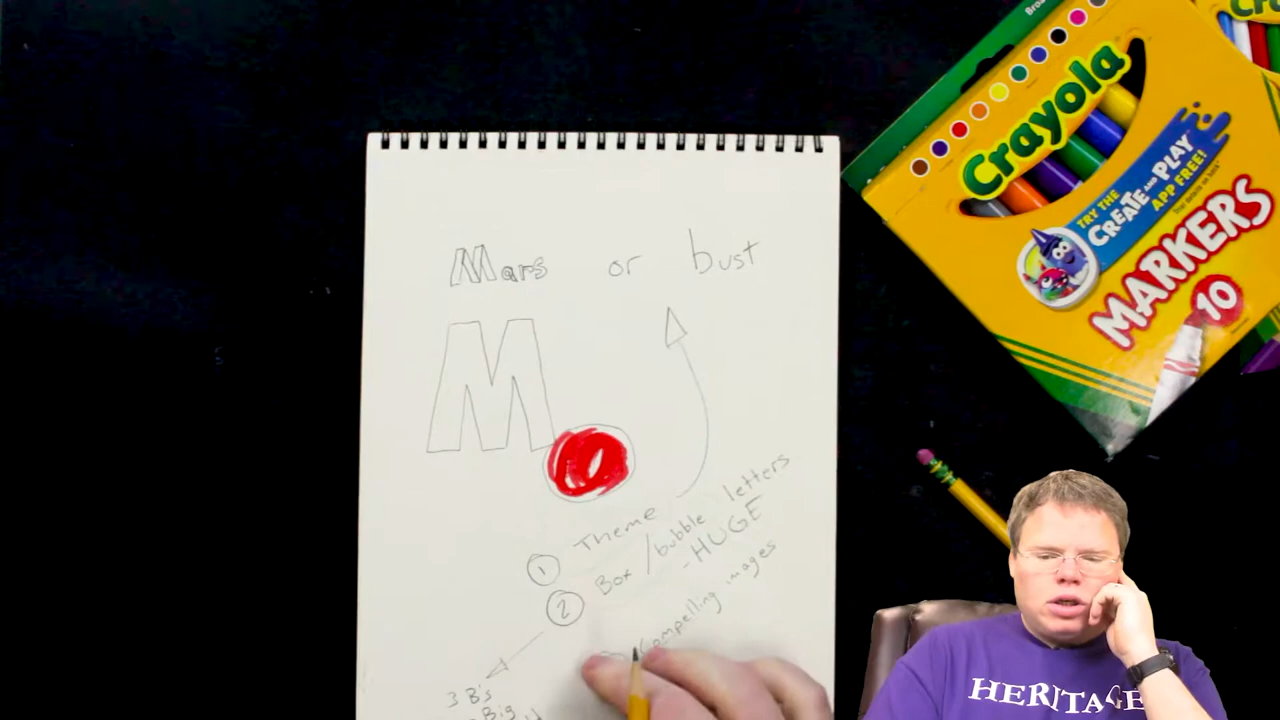 Mars or bust
M
1 Theme
2 Box/bubble letters
- HUGE
Compelling images
3 B's
Big
Crayola
TRY THE
CREATE AND PLAY
APP FREE!
MARKERS
10
HERITAGE